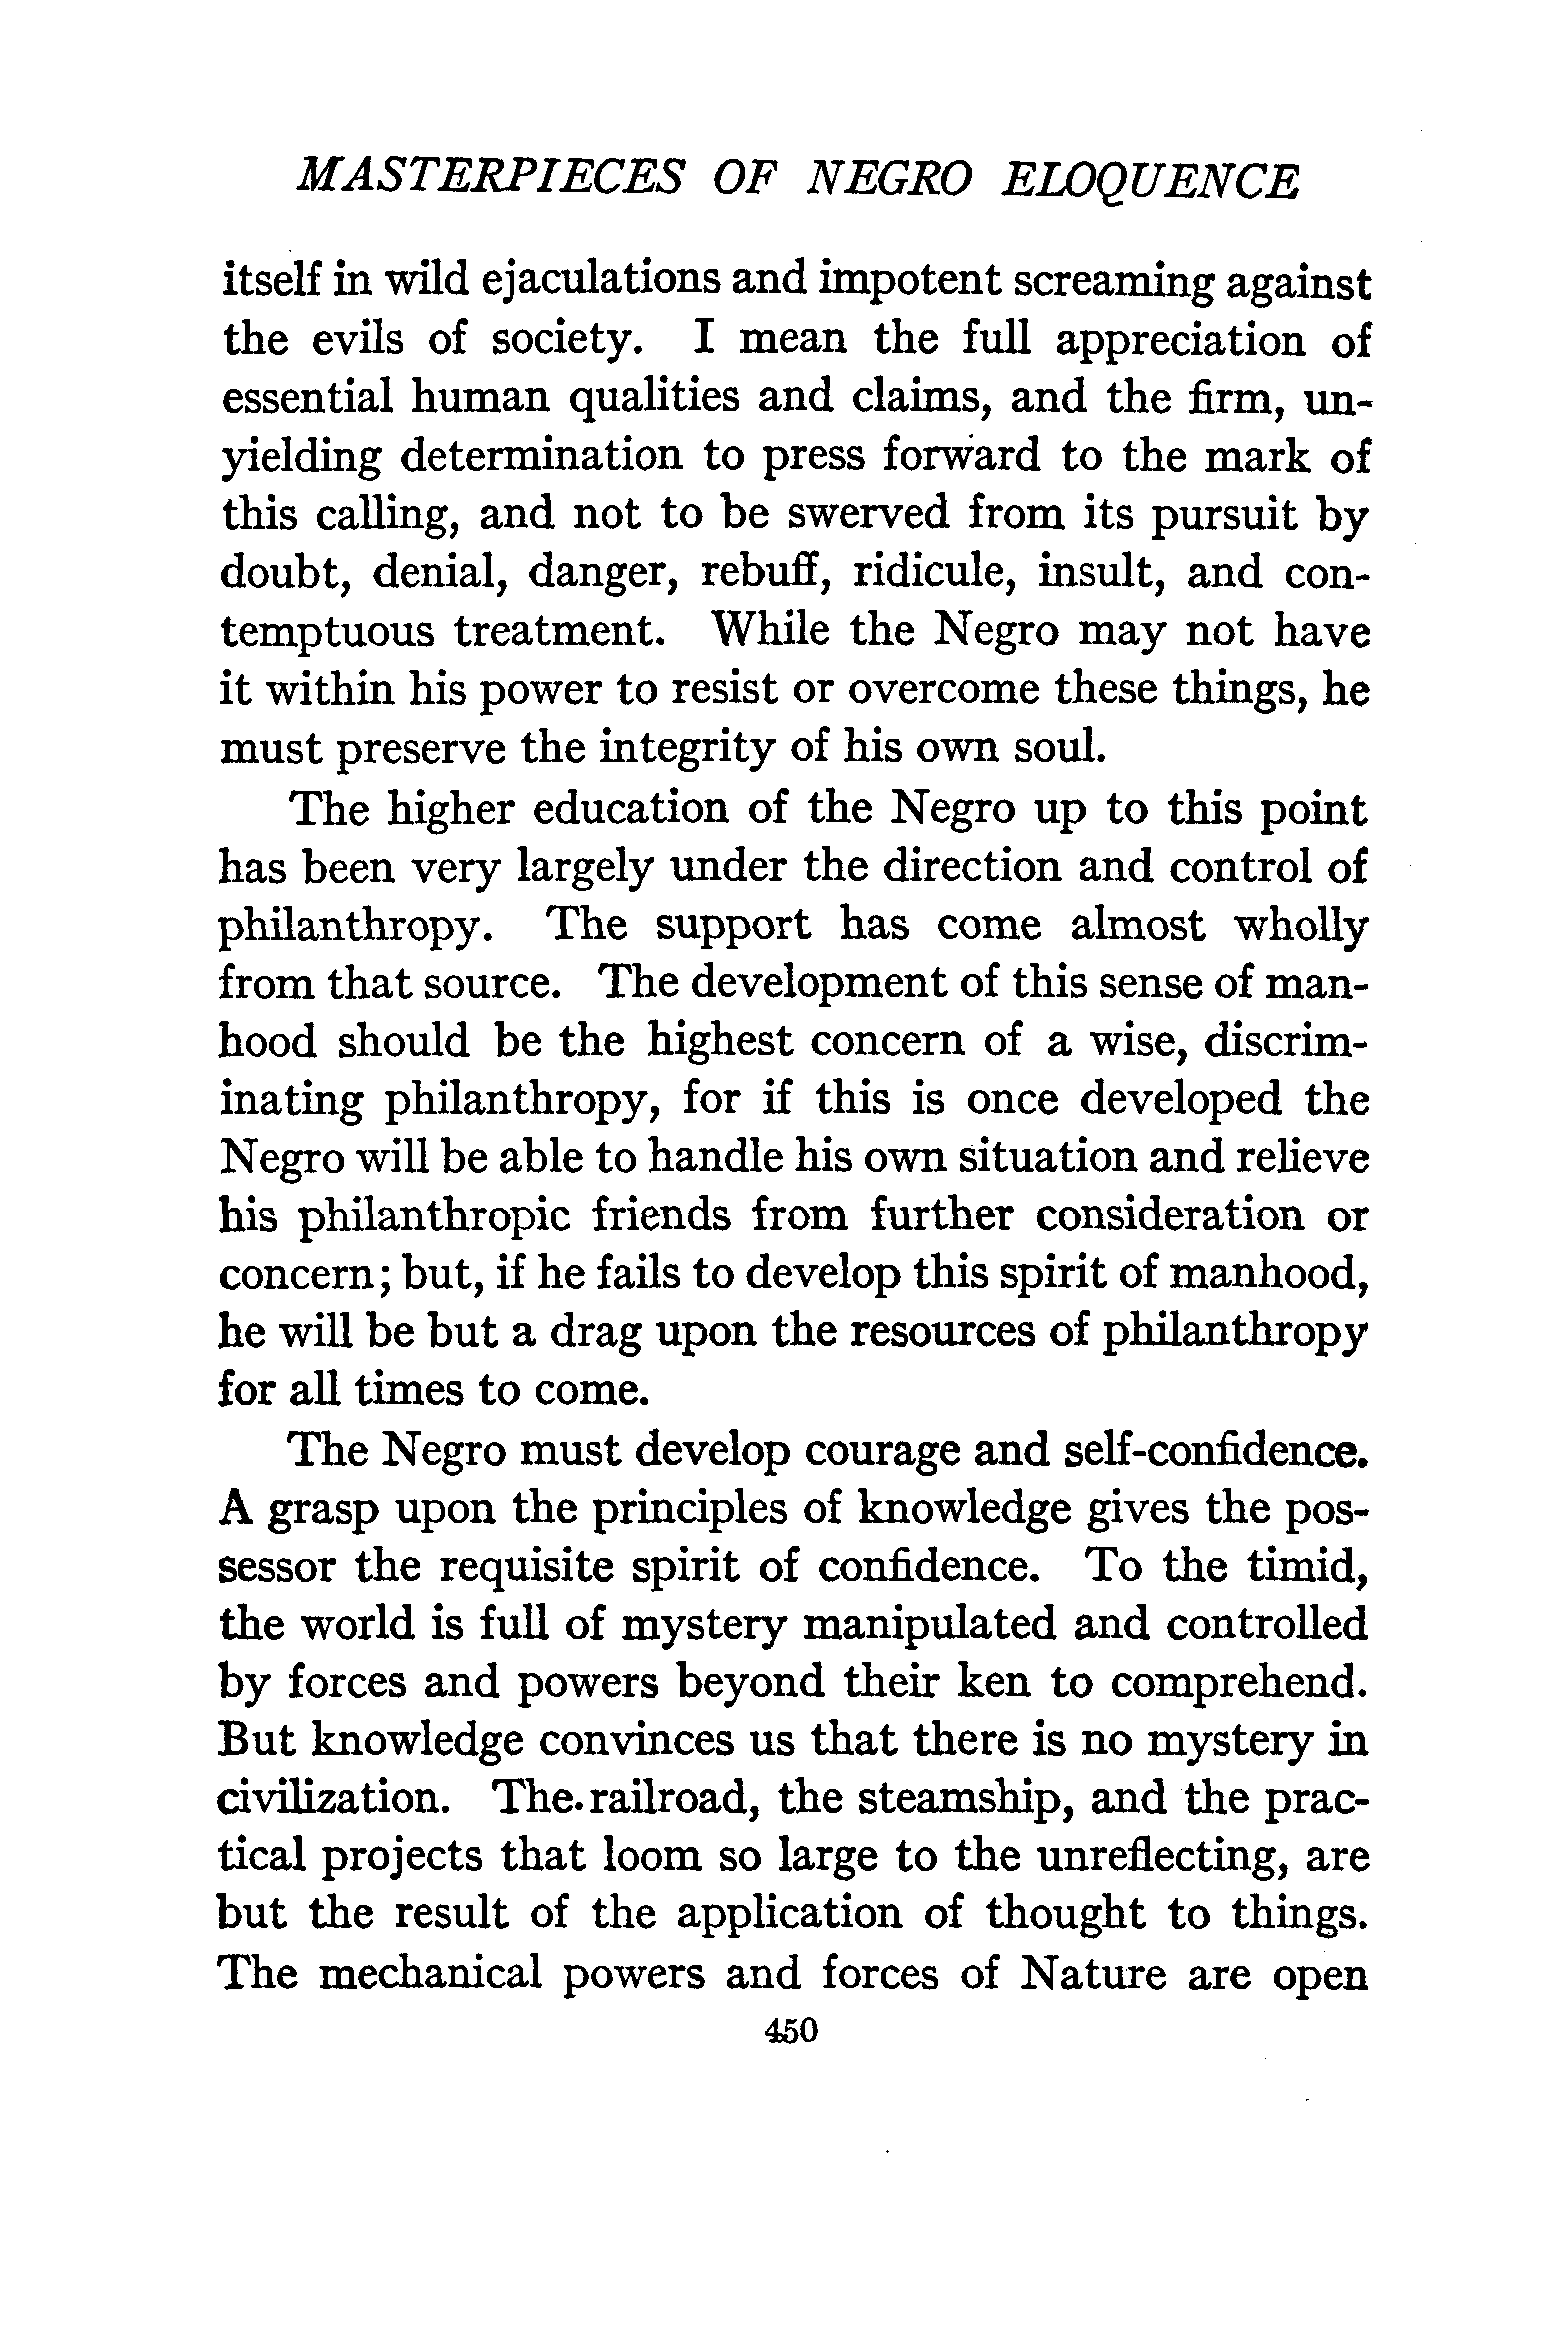 MASTERPIECES OF NEGRO ELOQUENCE
itself in wild ejaculations and impotent screaming against
the evils of society. I mean the full appreciation of
essential human qualities and claims, and the firm, un-
yielding determination to press forward to the mark of
this calling, and not to be swerved from its pursuit by
doubt, denial, danger, rebuff, ridicule, insult, and con-
temptuous treatment. While the Negro may not have
it within his power to resist or overcome these things, he
must preserve the integrity of his own soul.
The higher education of the Negro up to this point
has been very largely under the direction and control of
philanthropy. The support has come almost wholly
from that source. The development of this sense of man-
hood should be the highest concern of a wise, discrim-
inating philanthropy, for if this is once developed the
Negro will be able to handle his own situation and relieve
his philanthropic friends from further consideration or
concern; but, if he fails to develop this spirit of manhood,
he will be but a drag upon the resources of philanthropy
for all times to come.
The Negro must develop courage and self-confidence.
A grasp upon the principles of knowledge gives the pos-
sessor the requisite spirit of confidence. To the timid,
the world is full of mystery manipulated and controlled
by forces and powers beyond their ken to comprehend.
But knowledge convinces us that there is no mystery in
civilization. The railroad, the steamship, and the prac-
tical projects that loom so large to the unreflecting, are
but the result of the application of thought to things.
The mechanical powers and forces of Nature are open
450